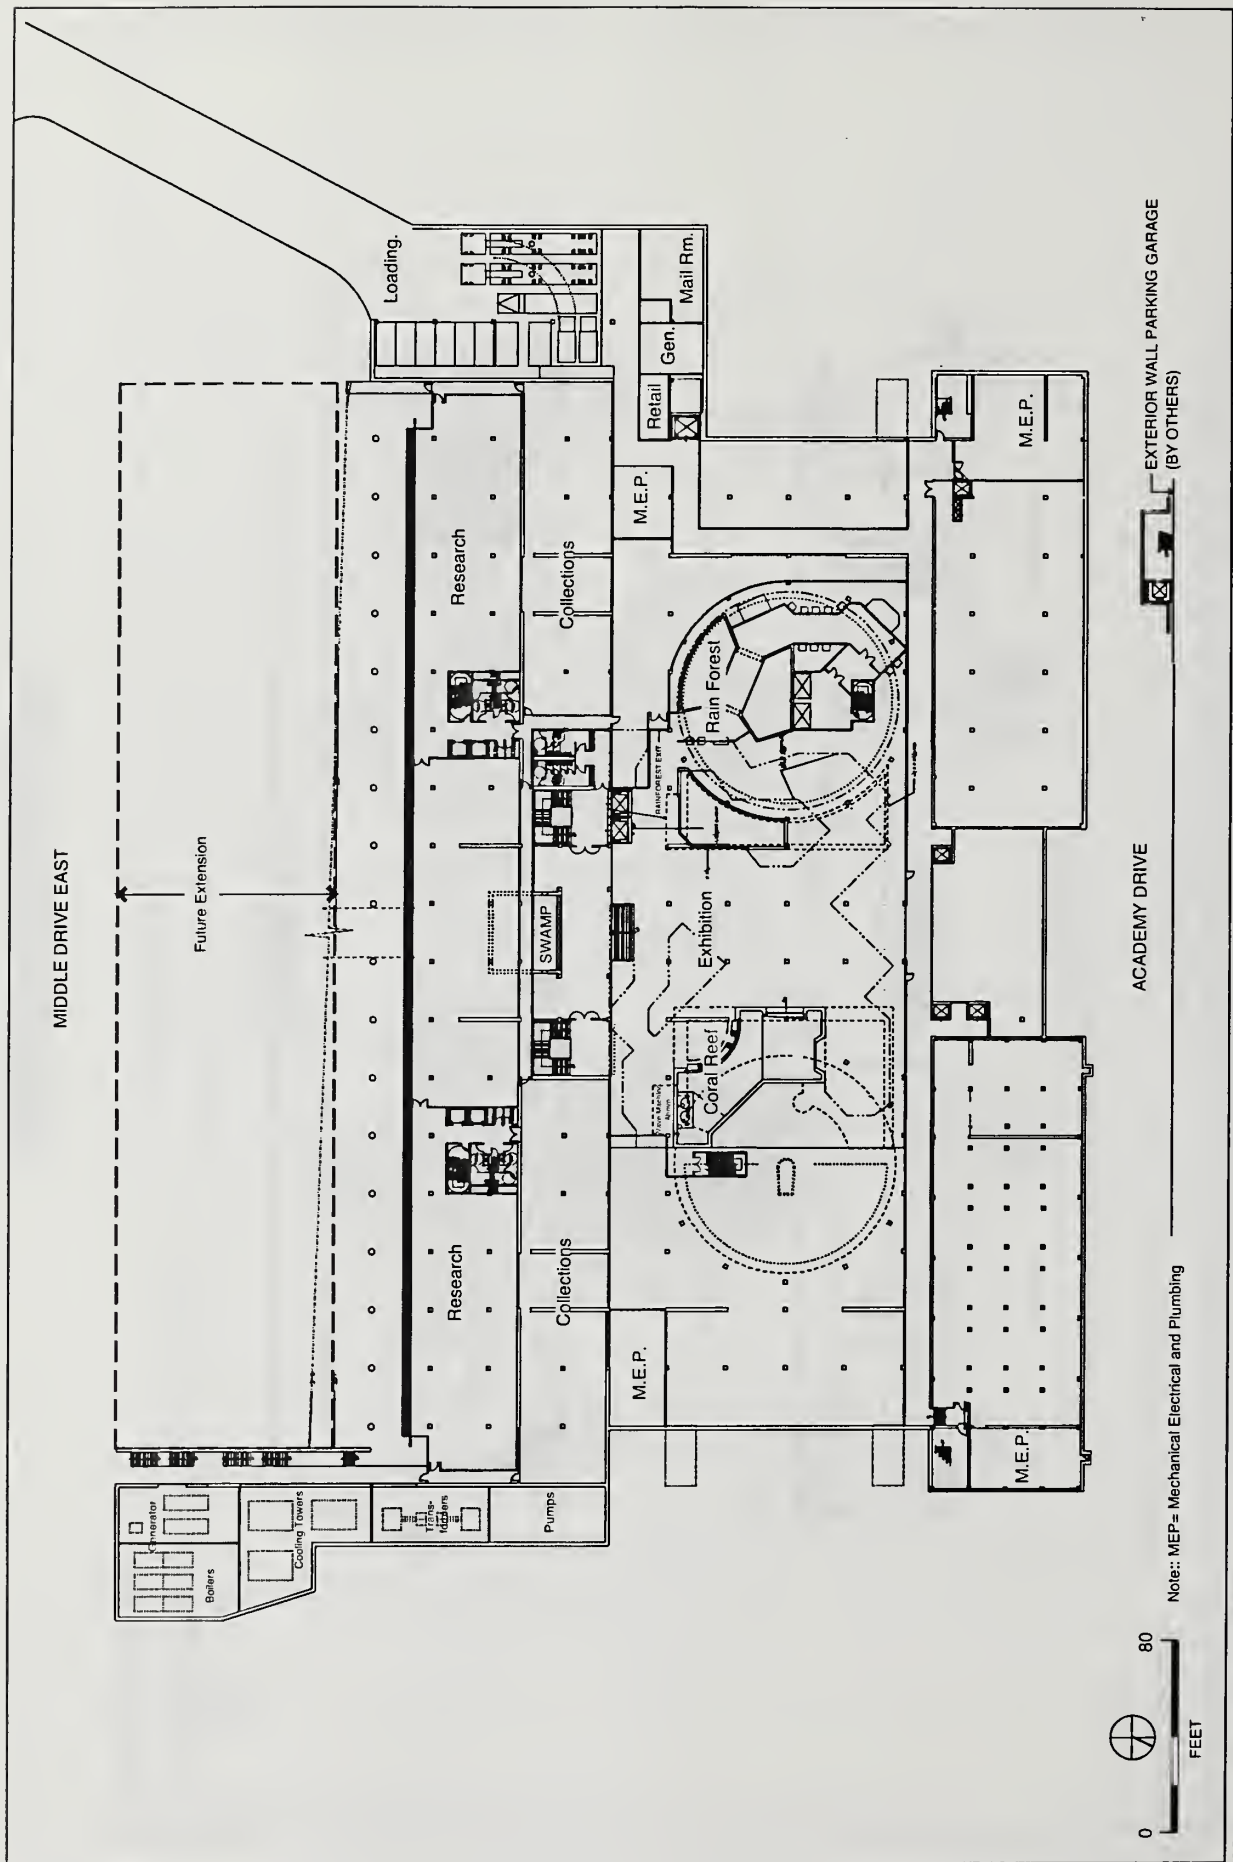 MIDDLE DRIVE EAST
Future Extension
Loading.
Research
Research
Collections
Collections
SWAMP
Mail Rm.
Gen.
Retail
M.E.P.
M.E.P.
RAINFOREST EXIT
Rain Forest
Exhibition
Coral Reef
Wave Machine
Generator
Boilers
Cooling Towers
Trans-
formers
Pumps
M.E.P.
M.E.P.
ACADEMY DRIVE
EXTERIOR WALL PARKING GARAGE
(BY OTHERS)
Note:: MEP= Mechanical Electrical and Plumbing
0 80
FEET